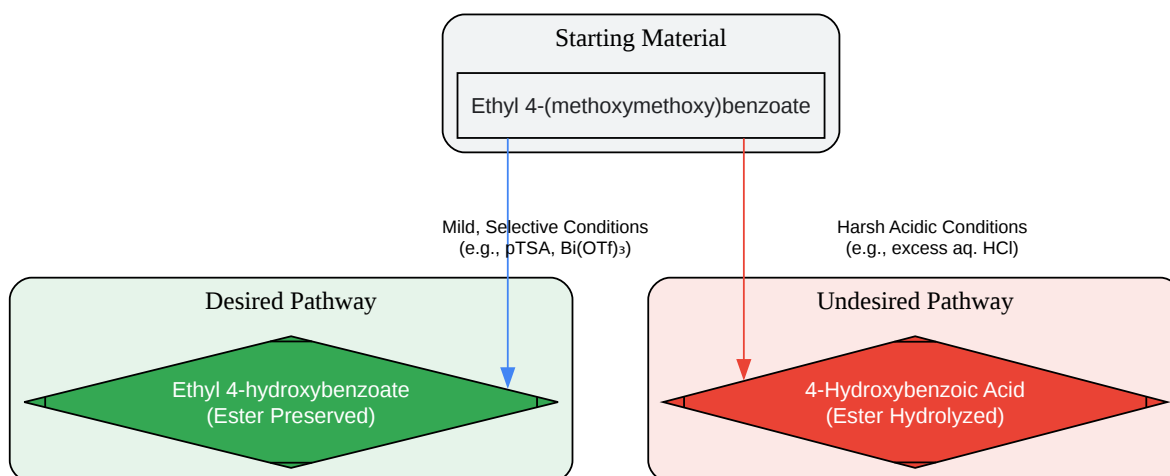 Starting Material
Ethyl 4-(methoxymethoxy)benzoate
Mild, Selective Conditions
(e.g., pTSA, Bi(OTf)₃)
Harsh Acidic Conditions
(e.g., excess aq. HCl)
Desired Pathway
Ethyl 4-hydroxybenzoate
(Ester Preserved)
Undesired Pathway
4-Hydroxybenzoic Acid
(Ester Hydrolyzed)